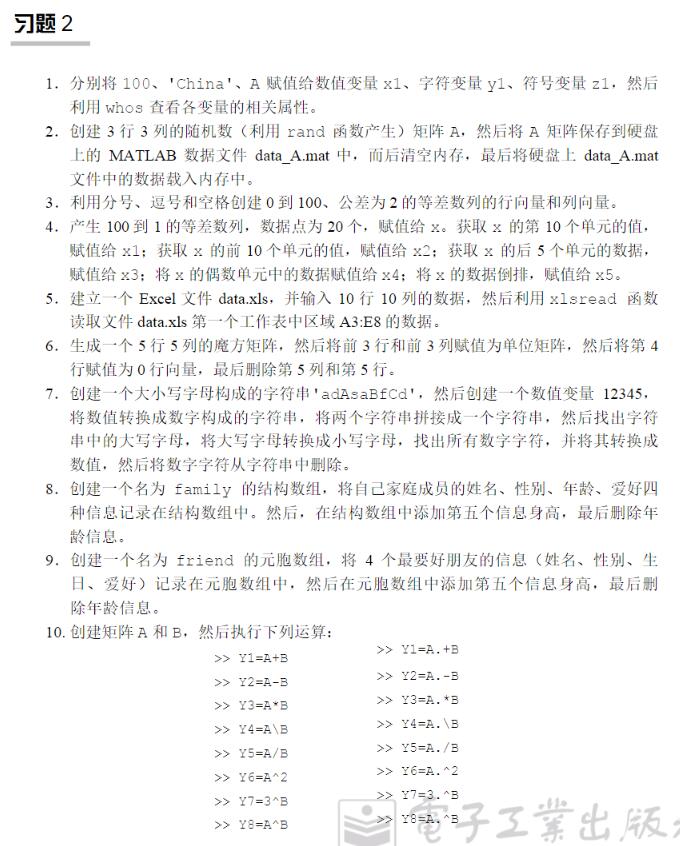 习题 2
1. 分别将 100、'China'、A 赋值给数值变量 x1、字符变量 y1、符号变量 z1，然后
利用 whos 查看各变量的相关属性。
2. 创建 3 行 3 列的随机数（利用 rand 函数产生）矩阵 A，然后将 A 矩阵保存到硬盘
上的 MATLAB 数据文件 data_A.mat 中，而后清空内存，最后将硬盘上 data_A.mat
文件中的数据载入内存中。
3. 利用分号、逗号和空格创建 0 到 100、公差为 2 的等差数列的行向量和列向量。
4. 产生 100 到 1 的等差数列，数据点为 20 个，赋值给 x。获取 x 的第 10 个单元的值，
赋值给 x1；获取 x 的前 10 个单元的值，赋值给 x2；获取 x 的后 5 个单元的数据，
赋值给 x3；将 x 的偶数单元中的数据赋值给 x4；将 x 的数据倒排，赋值给 x5。
5. 建立一个 Excel 文件 data.xls，并输入 10 行 10 列的数据，然后利用 xlsread 函数
读取文件 data.xls 第一个工作表中区域 A3:E8 的数据。
6. 生成一个 5 行 5 列的魔方矩阵，然后将前 3 行和前 3 列赋值为单位矩阵，然后将第 4
行赋值为 0 行向量，最后删除第 5 列和第 5 行。
7. 创建一个大小写字母构成的字符串'adAsaBfCd'，然后创建一个数值变量 12345，
将数值转换成数字构成的字符串，将两个字符串拼接成一个字符串，然后找出字符
串中的大写字母，将大写字母转换成小写字母，找出所有数字字符，并将其转换成
数值，然后将数字字符从字符串中删除。
8. 创建一个名为 family 的结构数组，将自己家庭成员的姓名、性别、年龄、爱好四
种信息记录在结构数组中。然后，在结构数组中添加第五个信息身高，最后删除年
龄信息。
9. 创建一个名为 friend 的元胞数组，将 4 个最要好朋友的信息（姓名、性别、生
日、爱好）记录在元胞数组中，然后在元胞数组中添加第五个信息身高，最后删
除年龄信息。
10. 创建矩阵 A 和 B，然后执行下列运算：
>> Y1=A+B
>> Y2=A-B
>> Y3=A*B
>> Y4=A\B
>> Y5=A/B
>> Y6=A^2
>> Y7=3^B
>> Y8=A^B
>> Y1=A.+B
>> Y2=A.-B
>> Y3=A.*B
>> Y4=A.\B
>> Y5=A./B
>> Y6=A.^2
>> Y7=3.^B
>> Y8=A.^B
電子工業出版